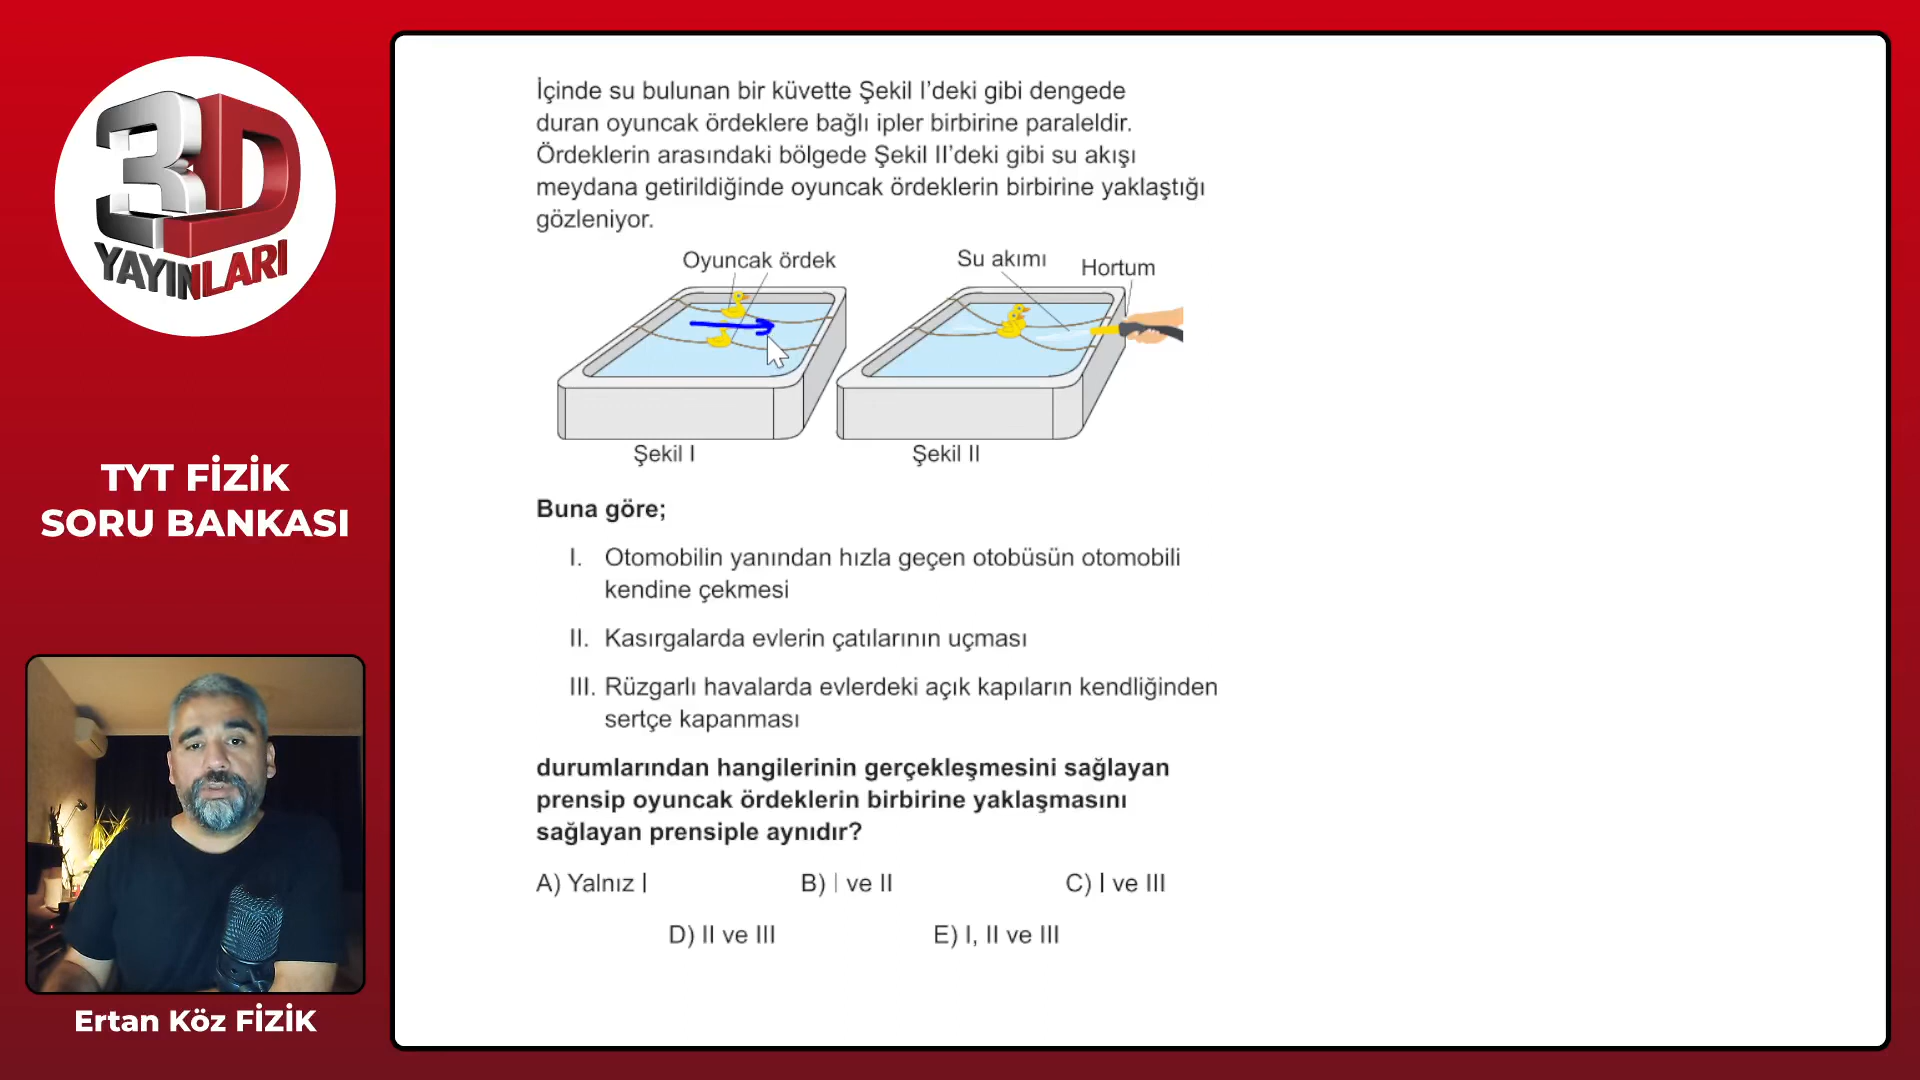 3D
YAYINLARI
TYT FİZİK
SORU BANKASI
Ertan Köz FİZİK
İçinde su bulunan bir küvette Şekil I’deki gibi dengede
duran oyuncak ördeklere bağlı ipler birbirine paraleldir.
Ördeklerin arasındaki bölgede Şekil II’deki gibi su akışı
meydana getirildiğinde oyuncak ördeklerin birbirine yaklaştığı
gözleniyor.
Oyuncak ördek
Su akımı
Hortum
Şekil I
Şekil II
Buna göre;
I. Otomobilin yanından hızla geçen otobüsün otomobili
kendine çekmesi
II. Kasırgalarda evlerin çatılarının uçması
III. Rüzgarlı havalarda evlerdeki açık kapıların kendliğinden
sertçe kapanması
durumlarından hangilerinin gerçekleşmesini sağlayan
prensip oyuncak ördeklerin birbirine yaklaşmasını
sağlayan prensiple aynıdır?
A) Yalnız I
B) I ve II
C) I ve III
D) II ve III
E) I, II ve III